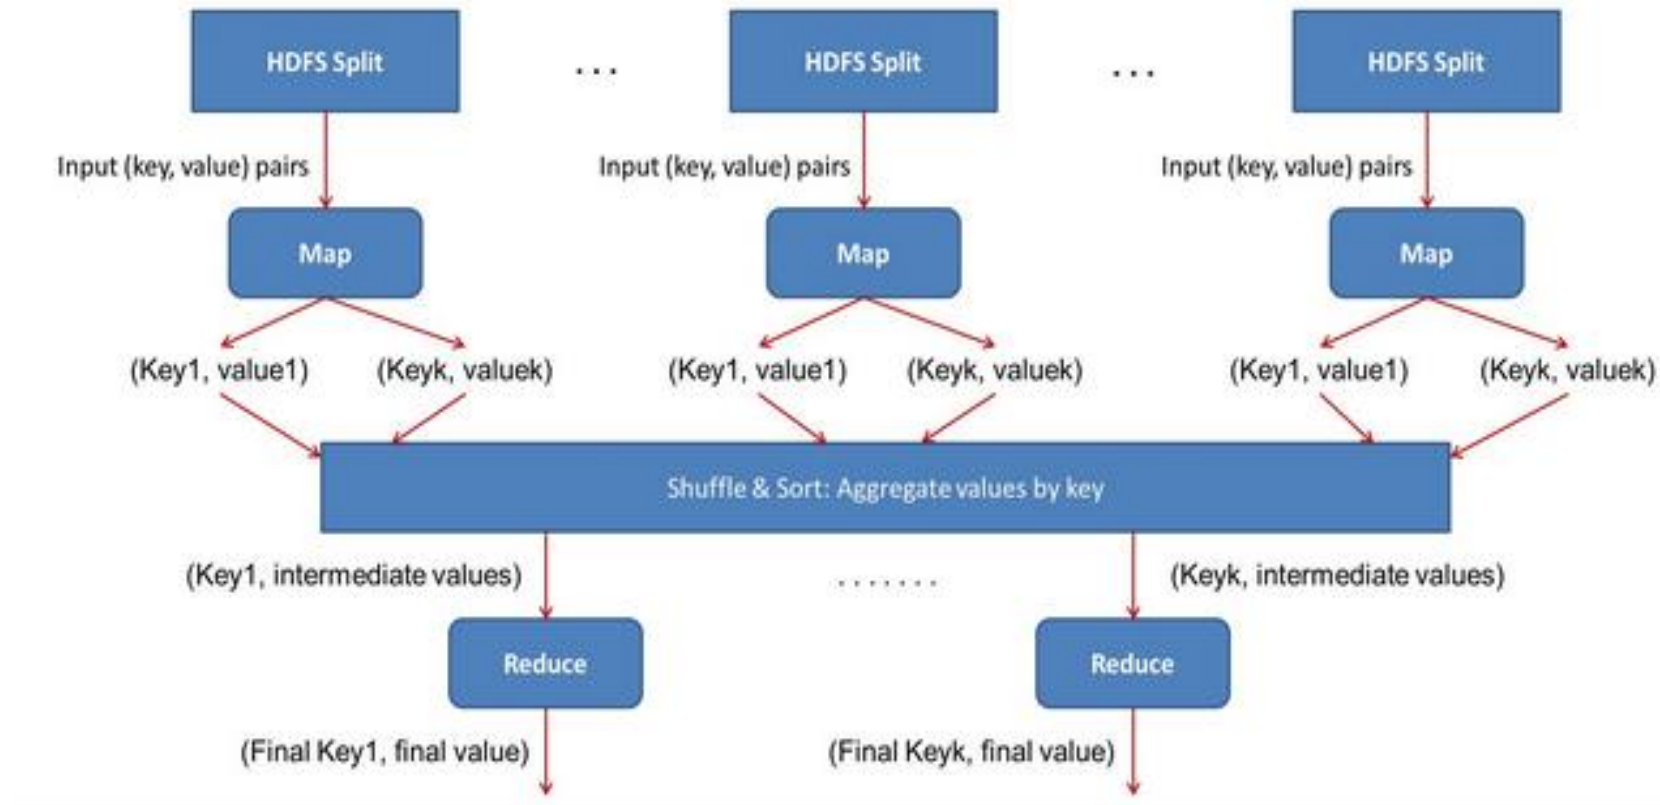 HDFS Split
...
HDFS Split
...
HDFS Split
Input (key, value) pairs
Input (key, value) pairs
Input (key, value) pairs
Map
Map
Map
(Key1, value1)
(Keyk, valuek)
(Key1, value1)
(Keyk, valuek)
(Key1, value1)
(Keyk, valuek)
Shuffle & Sort: Aggregate values by key
(Key1, intermediate values)
.......
(Keyk, intermediate values)
Reduce
Reduce
(Final Key1, final value)
(Final Keyk, final value)